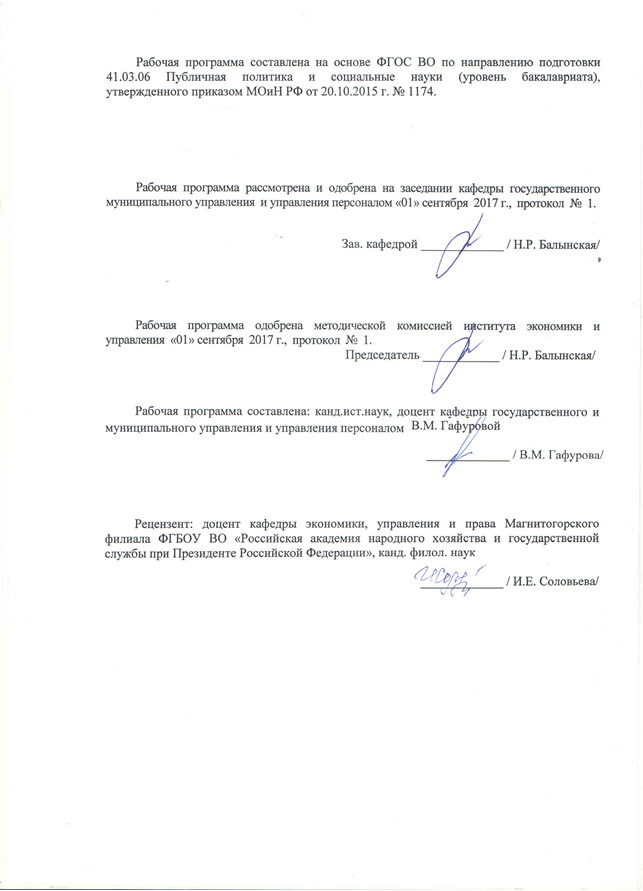 Рабочая программа составлена на основе ФГОС ВО по направлению подготовки
41.03.06 Публичная политика и социальные науки (уровень бакалавриата),
утвержденного приказом МОиН РФ от 20.10.2015 г. № 1174.
Рабочая программа рассмотрена и одобрена на заседании кафедры государственного
муниципального управления и управления персоналом «01» сентября 2017 г., протокол № 1.
Зав. кафедрой _____________ / Н.Р. Балынская/
Рабочая программа одобрена методической комиссией института экономики и
управления «01» сентября 2017 г., протокол № 1.
Председатель ____________ / Н.Р. Балынская/
Рабочая программа составлена: канд.ист.наук, доцент кафедры государственного и
муниципального управления и управления персоналом В.М. Гафуровой
_____________ / В.М. Гафурова/
Рецензент: доцент кафедры экономики, управления и права Магнитогорского
филиала ФГБОУ ВО «Российская академия народного хозяйства и государственной
службы при Президенте Российской Федерации», канд. филол. наук
_____________ / И.Е. Соловьева/